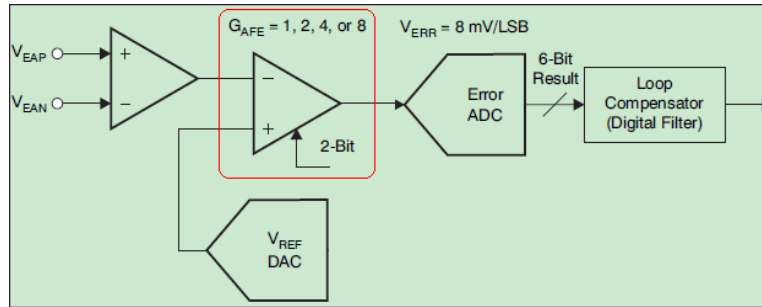 G_AFE = 1, 2, 4, or 8
V_ERR = 8 mV/LSB
V_EAP
+
V_EAN
−
−
+
2-Bit
Error
ADC
6-Bit
Result
Loop
Compensator
(Digital Filter)
V_REF
DAC